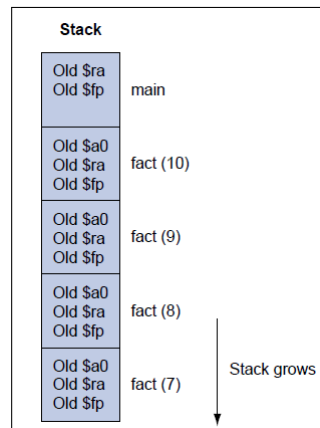 Stack
Old $ra
Old $fp
main
Old $a0
Old $ra
Old $fp
fact (10)
Old $a0
Old $ra
Old $fp
fact (9)
Old $a0
Old $ra
Old $fp
fact (8)
Old $a0
Old $ra
Old $fp
fact (7)
Stack grows